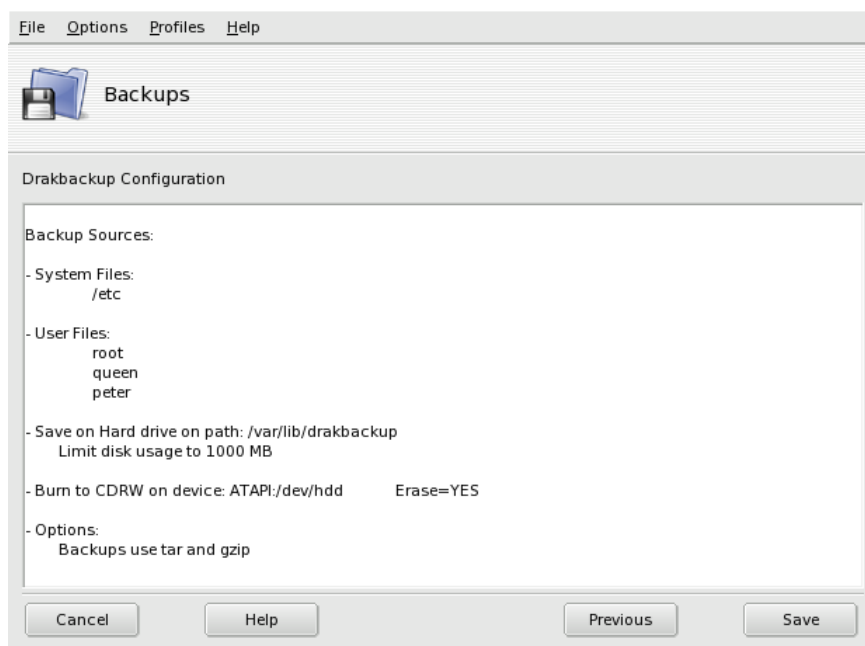 File Options Profiles Help
Backups
Drakbackup Configuration
Backup Sources:
- System Files:
/etc
- User Files:
root
queen
peter
- Save on Hard drive on path: /var/lib/drakbackup
Limit disk usage to 1000 MB
- Burn to CDRW on device: ATAPI:/dev/hdd Erase=YES
- Options:
Backups use tar and gzip
Cancel Help Previous Save